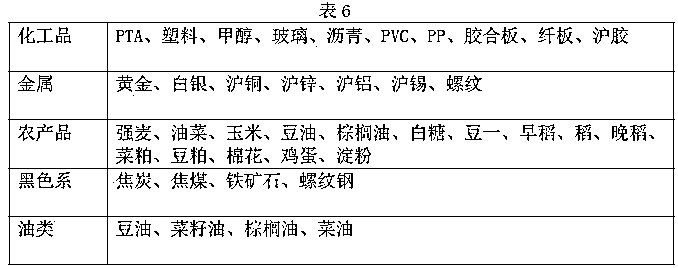 表6
化工品 PTA、塑料、甲醇、玻璃、沥青、PVC、PP、胶合板、纤板、沪胶
金属 黄金、白银、沪铜、沪锌、沪铝、沪锡、螺纹
农产品 强麦、油菜、玉米、豆油、棕榈油、白糖、豆一、早稻、稻、晚稻、
菜粕、豆粕、棉花、鸡蛋、淀粉
黑色系 焦炭、焦煤、铁矿石、螺纹钢
油类 豆油、菜籽油、棕榈油、菜油